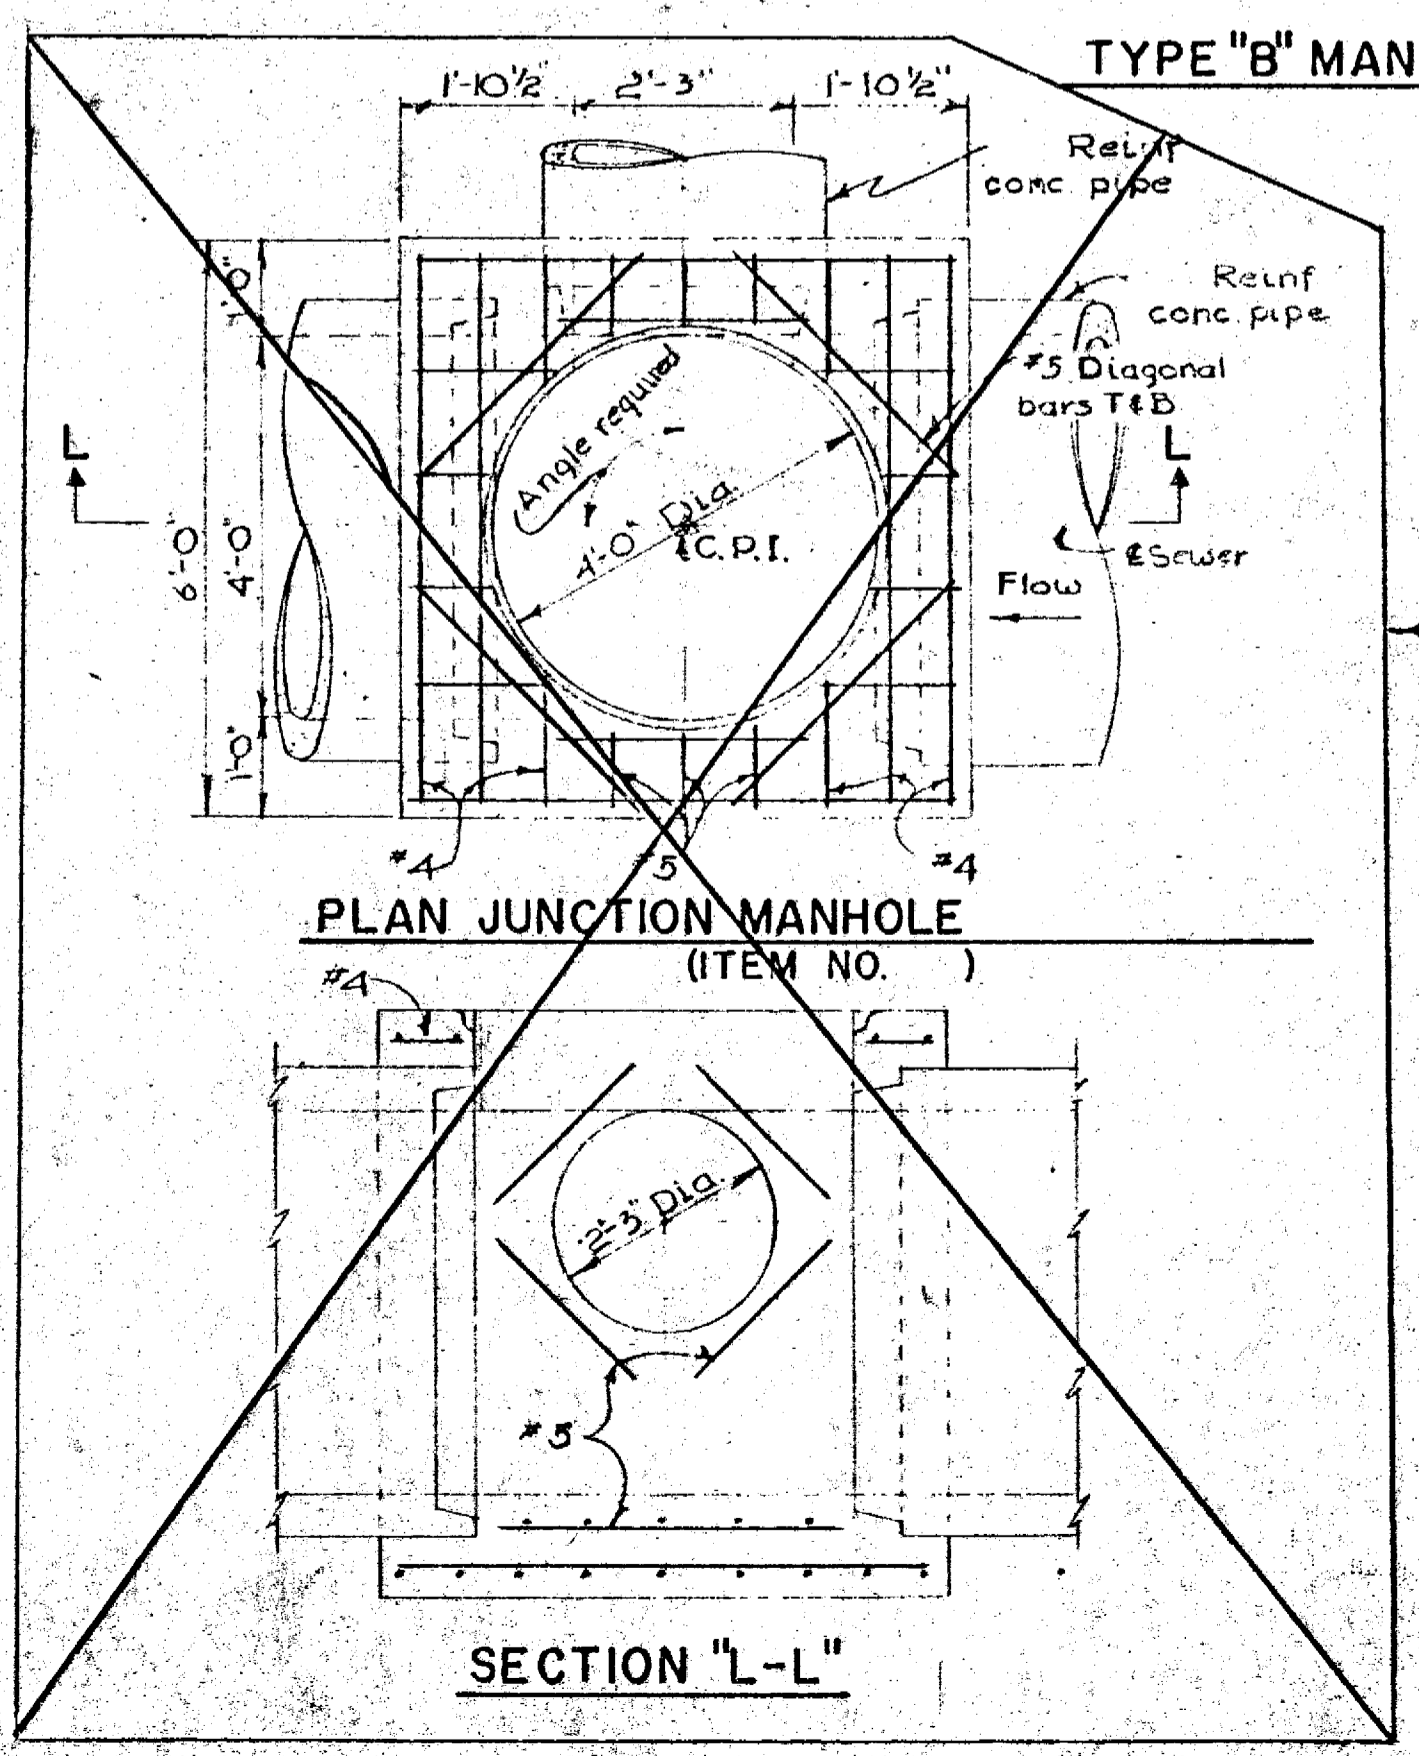 TYPE "B" MAN
1'-10½" 2'-3" 1'-10½"
Reinf
conc pipe
Reinf
conc. pipe
#5 Diagonal
bars T&B
1'-0"
L
L
Angle required
4'-0" Dia.
C.P.I.
6'-0"
4'-0"
℄ Sewer
Flow
1'-0"
#4
#5
#4
PLAN JUNCTION MANHOLE
(ITEM NO. )
#4
2'-3" Dia.
#5
SECTION "L-L"